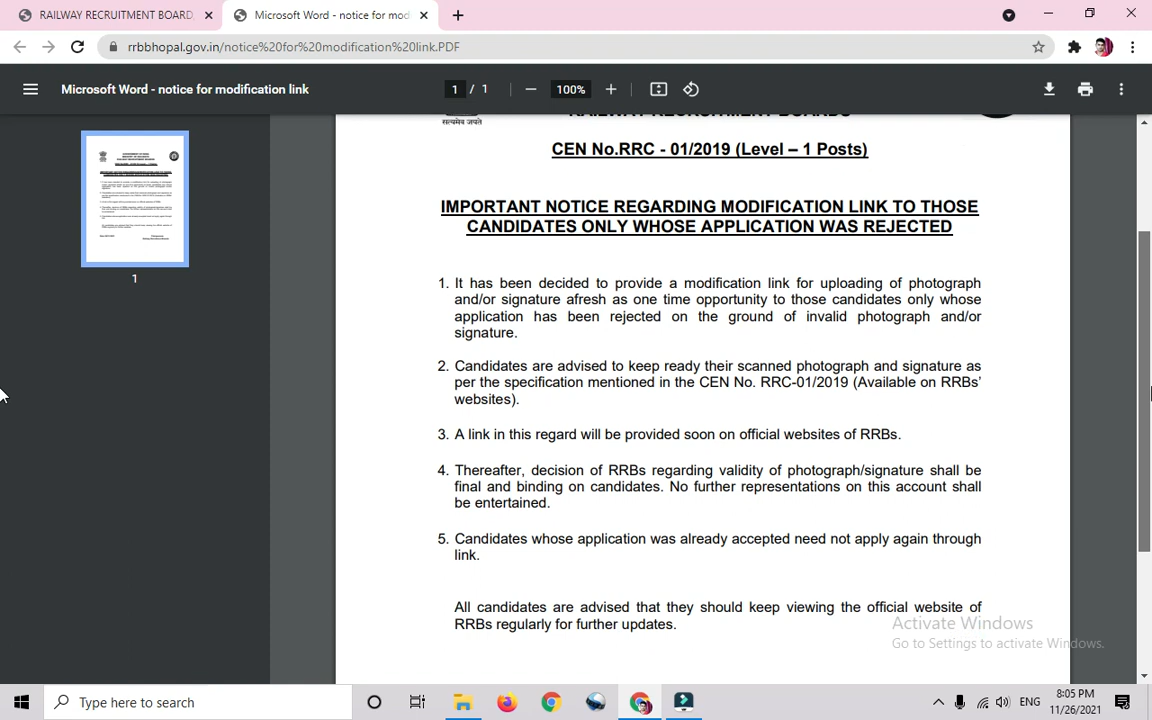 RAILWAY RECRUITMENT BOARD
Microsoft Word - notice for mod
rrbbhopal.gov.in/notice%20for%20modification%20link.PDF
Microsoft Word - notice for modification link
1 / 1
100%
1
सत्यमेव जयते
RAILWAY RECRUITMENT BOARDS
CEN No.RRC - 01/2019 (Level – 1 Posts)
IMPORTANT NOTICE REGARDING MODIFICATION LINK TO THOSE
CANDIDATES ONLY WHOSE APPLICATION WAS REJECTED
1. It has been decided to provide a modification link for uploading of photograph
and/or signature afresh as one time opportunity to those candidates only whose
application has been rejected on the ground of invalid photograph and/or
signature.
2. Candidates are advised to keep ready their scanned photograph and signature as
per the specification mentioned in the CEN No. RRC-01/2019 (Available on RRBs'
websites).
3. A link in this regard will be provided soon on official websites of RRBs.
4. Thereafter, decision of RRBs regarding validity of photograph/signature shall be
final and binding on candidates. No further representations on this account shall
be entertained.
5. Candidates whose application was already accepted need not apply again through
link.
All candidates are advised that they should keep viewing the official website of
RRBs regularly for further updates.
Activate Windows
Go to Settings to activate Windows.
Type here to search
ENG
8:05 PM
11/26/2021